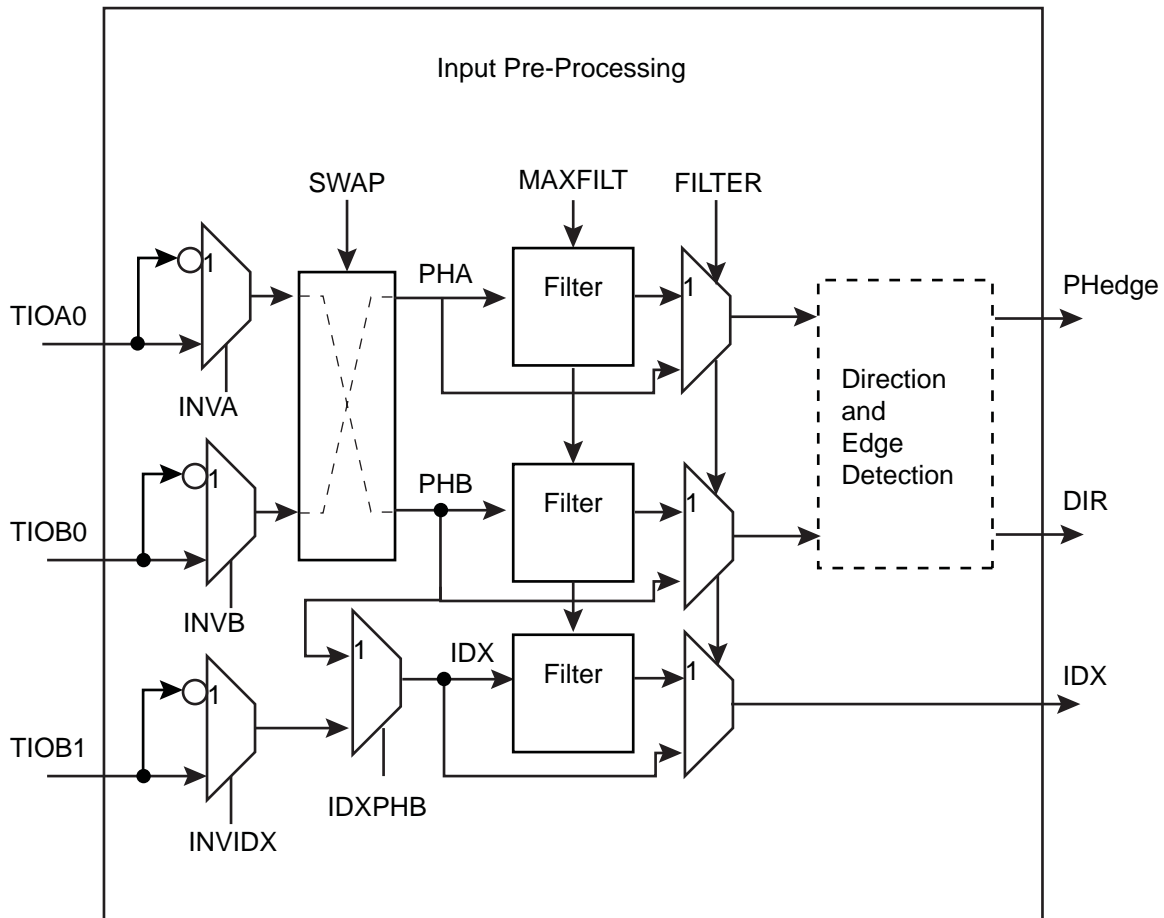 Input Pre-Processing
SWAP
MAXFILT
FILTER
1
PHA
Filter
1
PHedge
TIOA0
Direction
and
Edge
Detection
INVA
1
PHB
Filter
1
DIR
TIOB0
INVB
1
IDX
Filter
1
IDX
1
TIOB1
IDXPHB
INVIDX